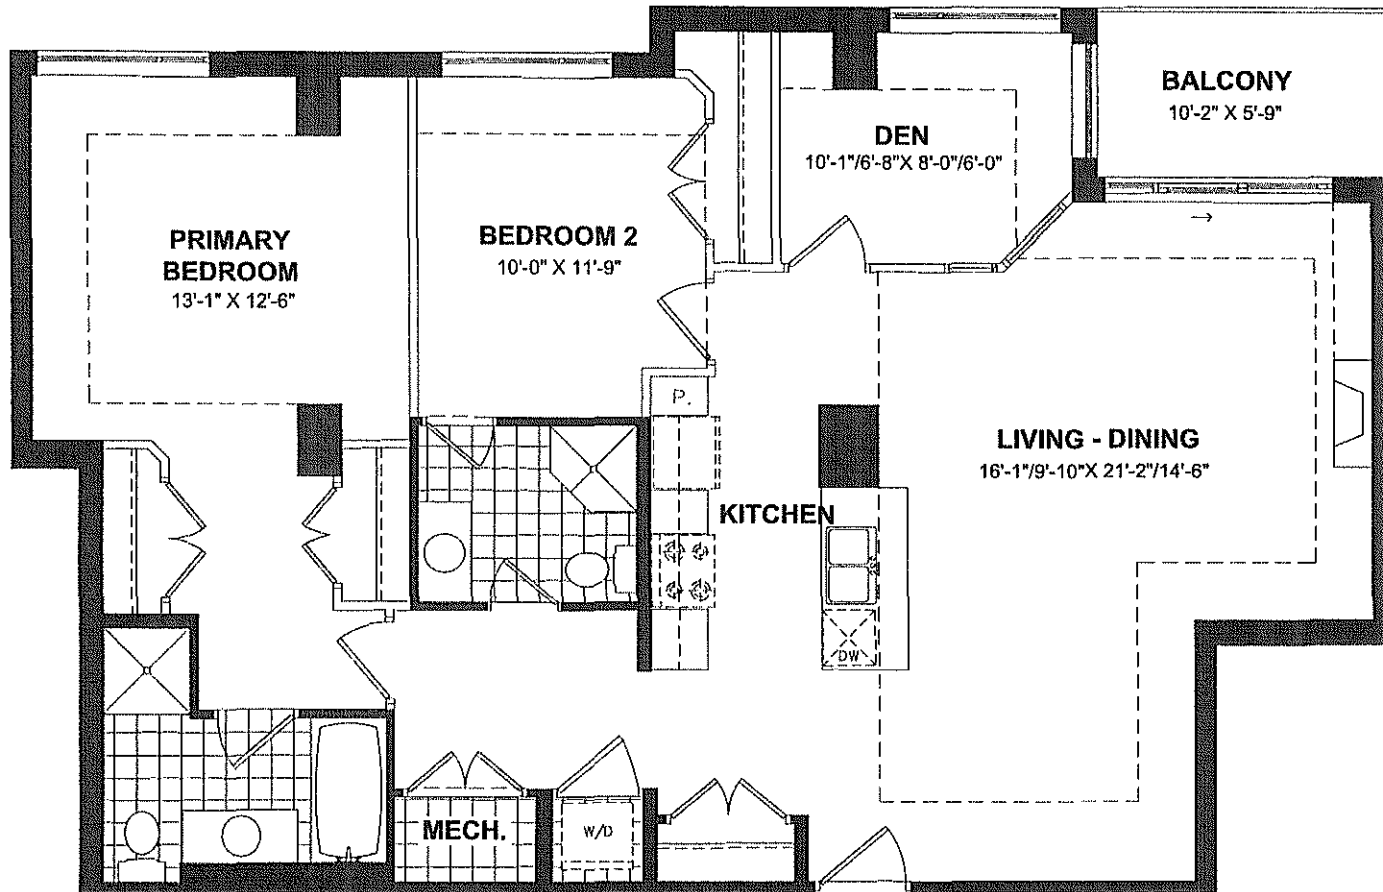 BALCONY
10'-2" X 5'-9"
DEN
10'-1"/6'-8"X 8'-0"/6'-0"
PRIMARY
BEDROOM
13'-1" X 12'-6"
BEDROOM 2
10'-0" X 11'-9"
P.
LIVING - DINING
16'-1"/9'-10"X 21'-2"/14'-6"
KITCHEN
DW
MECH.
W/D